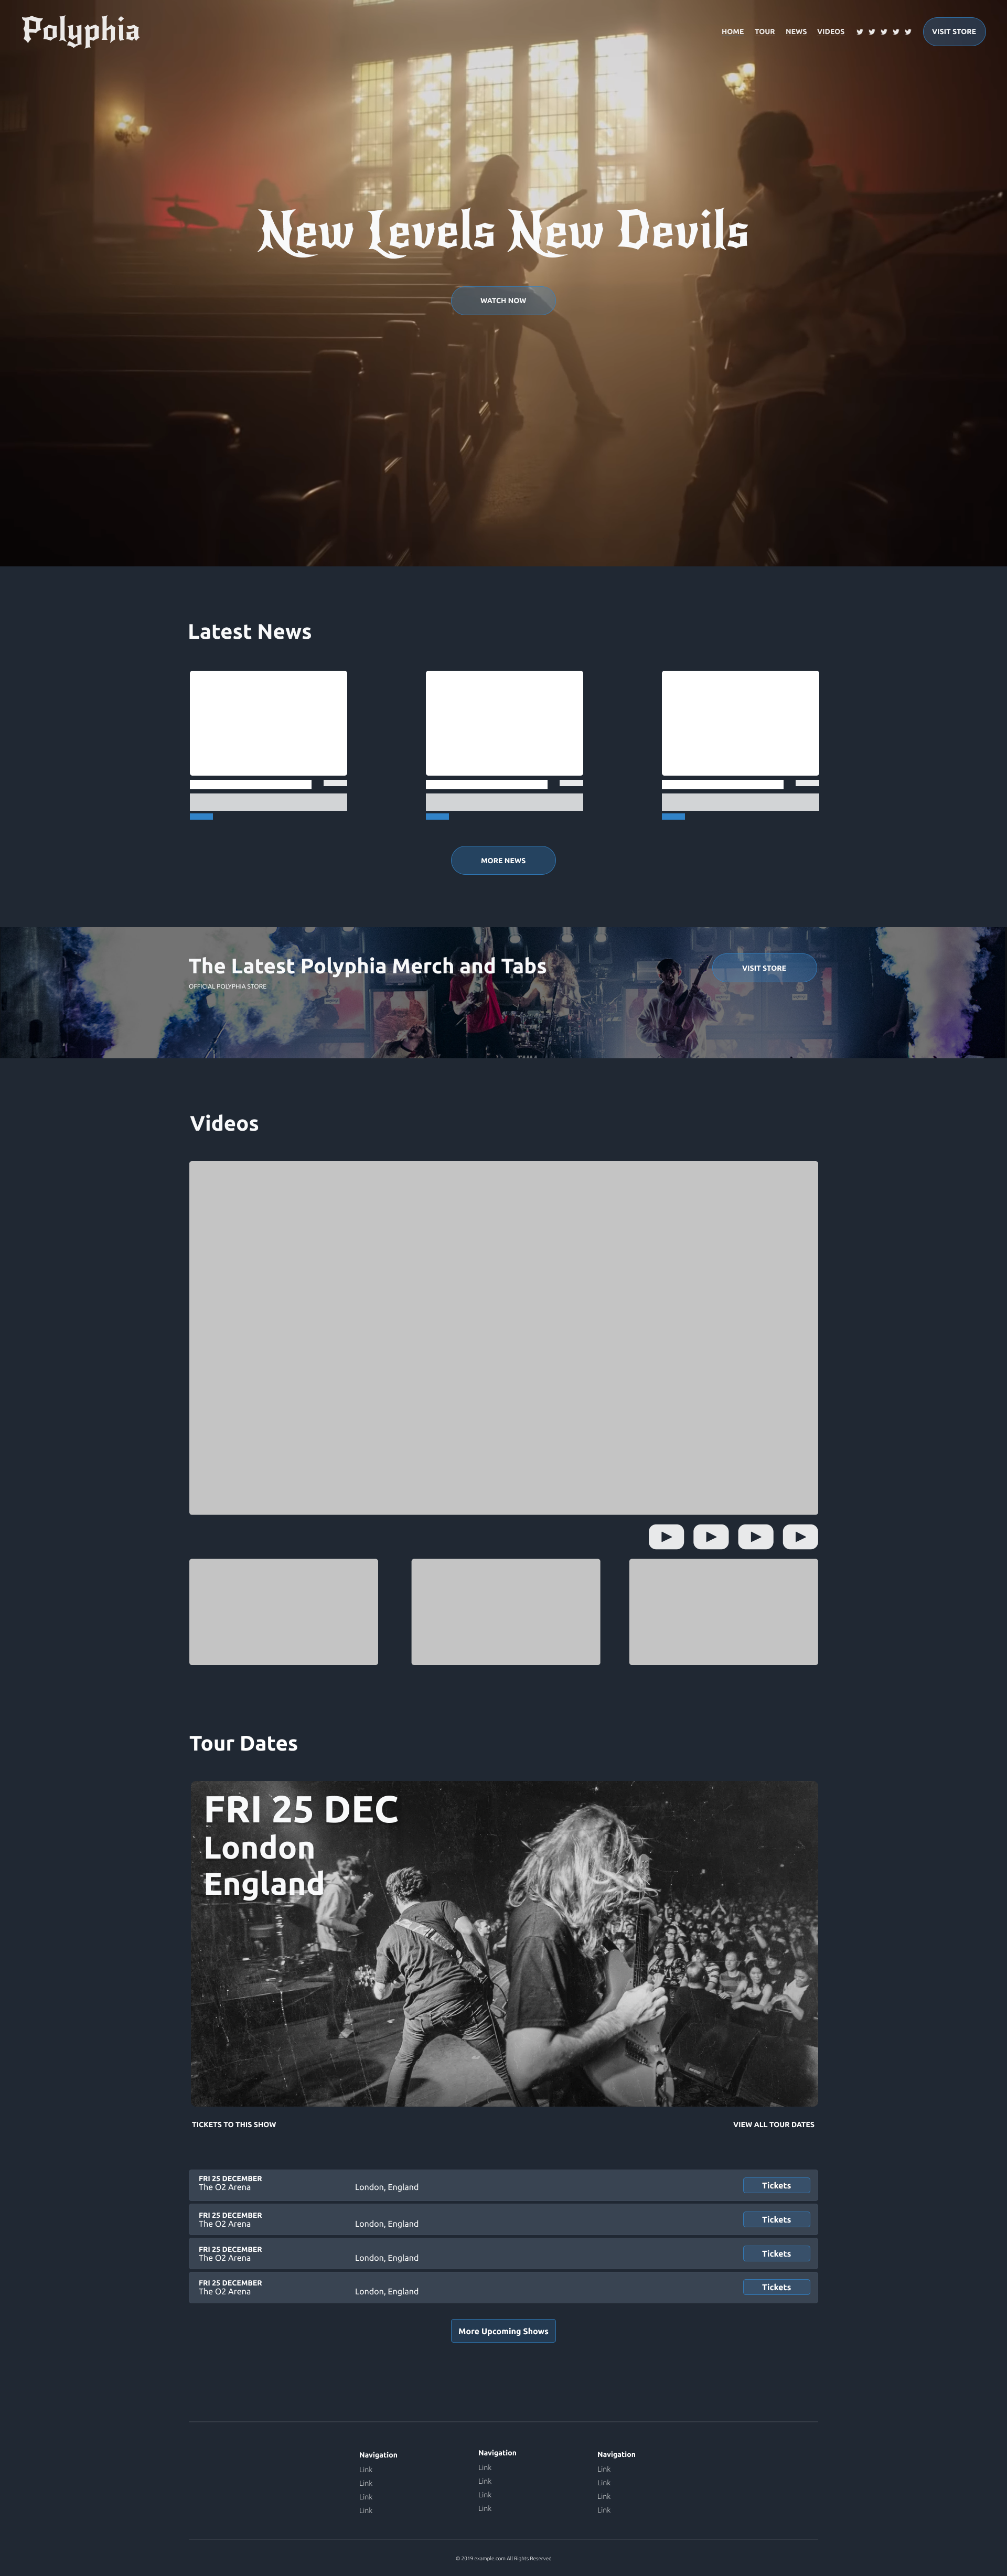 Polyphia
HOME TOUR NEWS VIDEOS VISIT STORE
New Levels New Devils
WATCH NOW
Latest News
MORE NEWS
The Latest Polyphia Merch and Tabs
VISIT STORE
OFFICIAL POLYPHIA STORE
TAMA
Videos
Tour Dates
FRI 25 DEC
London
England
TICKETS TO THIS SHOW
VIEW ALL TOUR DATES
FRI 25 DECEMBER
The O2 Arena
London, England
Tickets
FRI 25 DECEMBER
The O2 Arena
London, England
Tickets
FRI 25 DECEMBER
The O2 Arena
London, England
Tickets
FRI 25 DECEMBER
The O2 Arena
London, England
Tickets
More Upcoming Shows
Navigation
Link
Link
Link
Link
Navigation
Link
Link
Link
Link
Navigation
Link
Link
Link
Link
© 2019 example.com All Rights Reserved